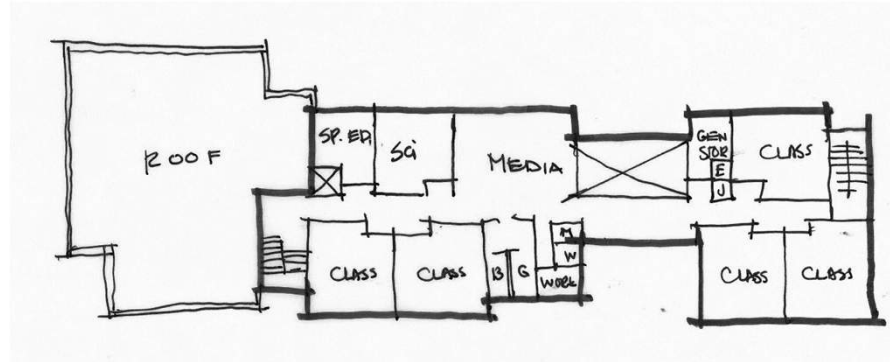 ROOF
SP. ED.
SCi
MEDIA
GEN
STOR
E
J
CLASS
M
W
CLASS
CLASS
B
G
WORK
CLASS
CLASS